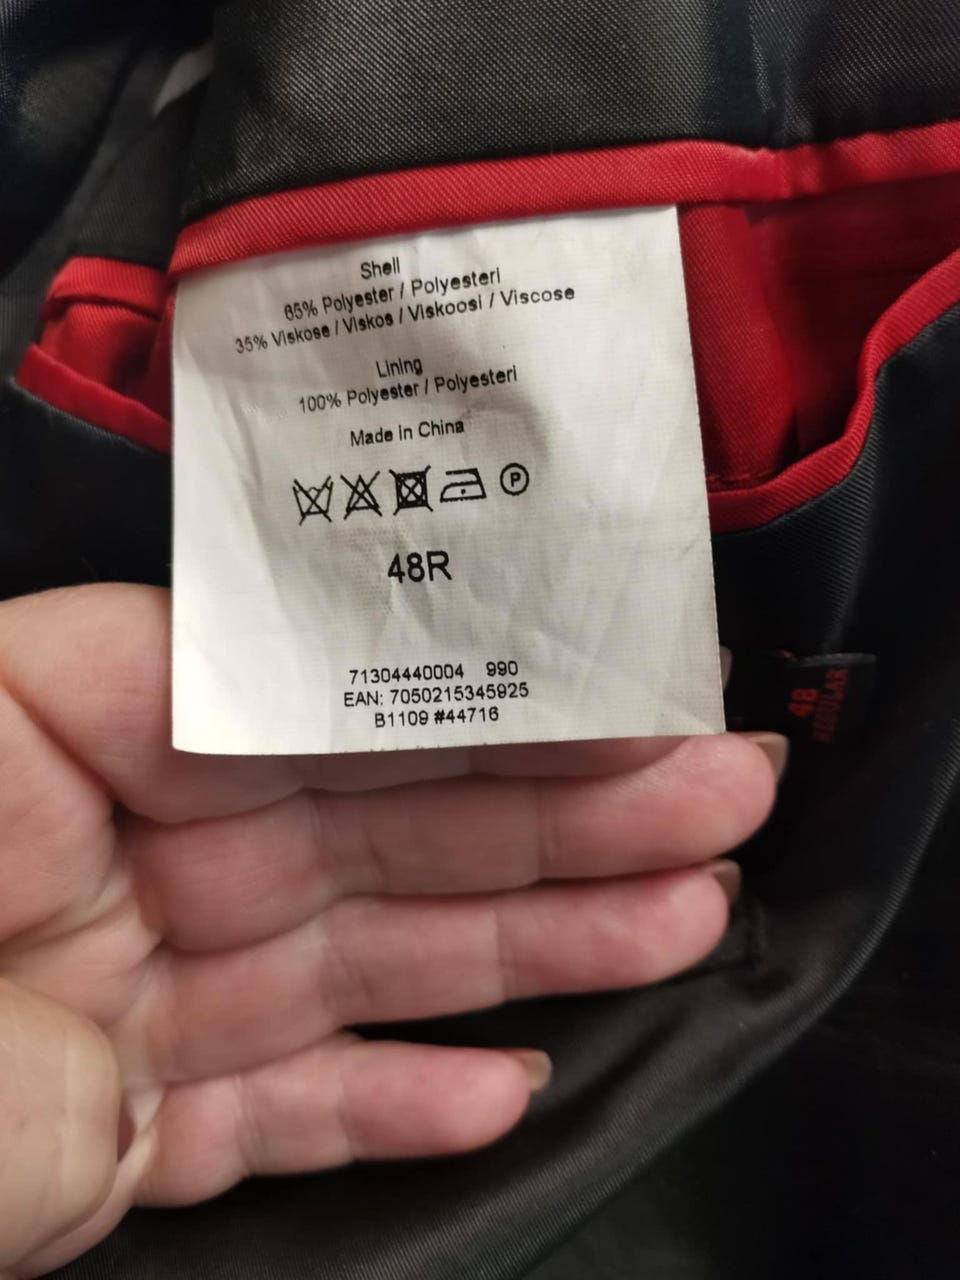 Shell
65% Polyester / Polyesteri
35% Viskose / Viskos / Viskoosi / Viscose
Lining
100% Polyester / Polyesteri
Made in China
P
48R
71304440004 990
EAN: 7050215345925
B1109 #44716
48
REGULAR